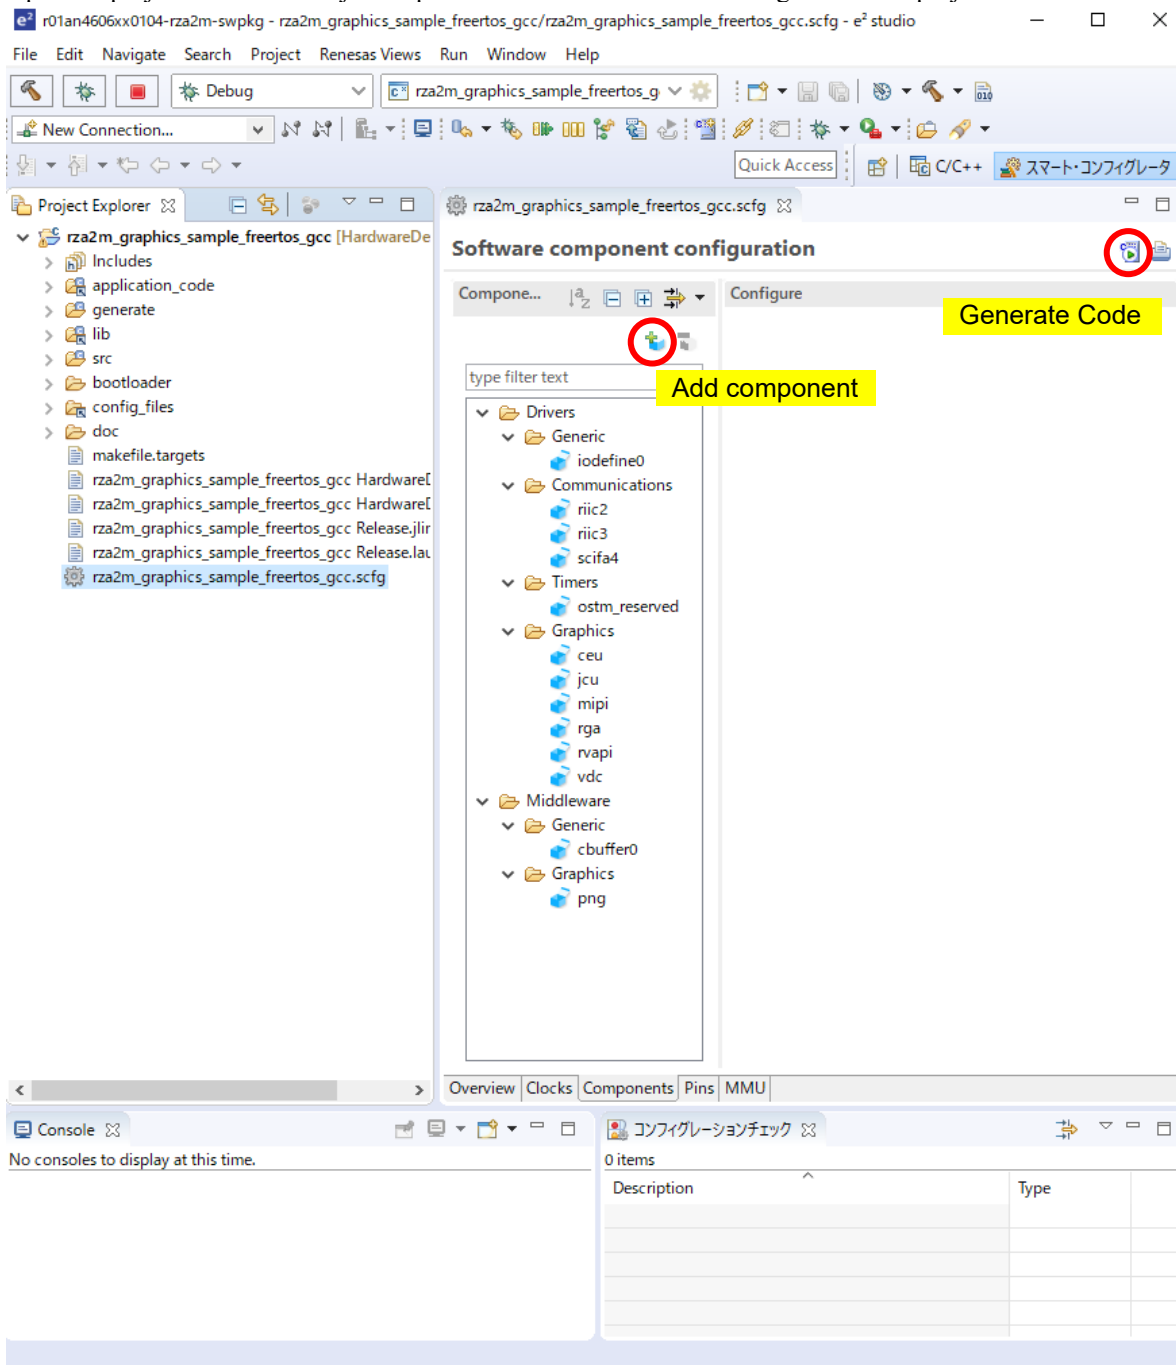 r01an4606xx0104-rza2m-swpkg - rza2m_graphics_sample_freertos_gcc/rza2m_graphics_sample_freertos_gcc.scfg - e² studio
File Edit Navigate Search Project Renesas Views Run Window Help
Debug
rza2m_graphics_sample_freertos_g
New Connection...
Quick Access
C/C++
スマート・コンフィグレータ
Project Explorer
rza2m_graphics_sample_freertos_gcc [HardwareDe
Includes
application_code
generate
lib
src
bootloader
config_files
doc
makefile.targets
rza2m_graphics_sample_freertos_gcc Hardware
rza2m_graphics_sample_freertos_gcc Hardware
rza2m_graphics_sample_freertos_gcc Release.jlin
rza2m_graphics_sample_freertos_gcc Release.lau
rza2m_graphics_sample_freertos_gcc.scfg
rza2m_graphics_sample_freertos_gcc.scfg
Software component configuration
Compone...
Configure
Generate Code
type filter text
Add component
Drivers
Generic
iodefine0
Communications
riic2
riic3
scifa4
Timers
ostm_reserved
Graphics
ceu
jcu
mipi
rga
rvapi
vdc
Middleware
Generic
cbuffer0
Graphics
png
Overview Clocks Components Pins MMU
Console
No consoles to display at this time.
コンフィグレーションチェック
0 items
Description Type